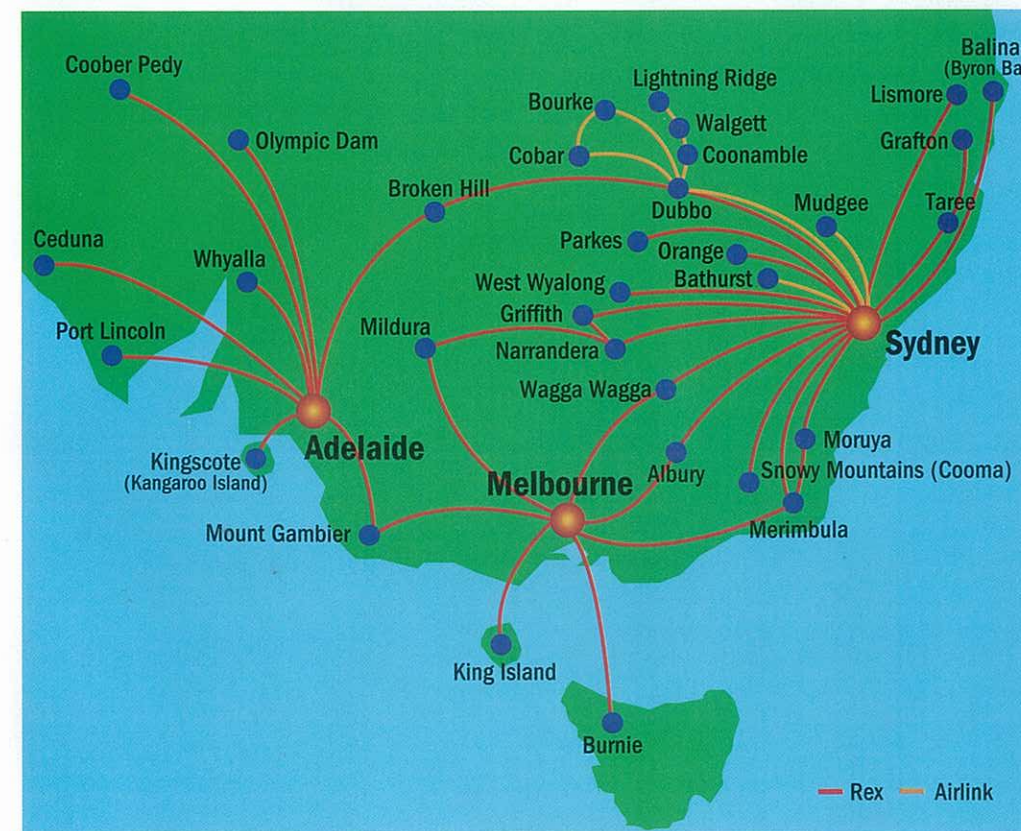 Coober Pedy
Olympic Dam
Ceduna
Whyalla
Port Lincoln
Kingscote
(Kangaroo Island)
Adelaide
Mount Gambier
Broken Hill
Mildura
Bourke
Cobar
Lightning Ridge
Walgett
Coonamble
Dubbo
Parkes
Orange
Mudgee
Bathurst
West Wyalong
Griffith
Narrandera
Wagga Wagga
Albury
Melbourne
Balina
(Byron Ba
Lismore
Grafton
Taree
Sydney
Moruya
Snowy Mountains (Cooma)
Merimbula
King Island
Burnie
Rex
Airlink